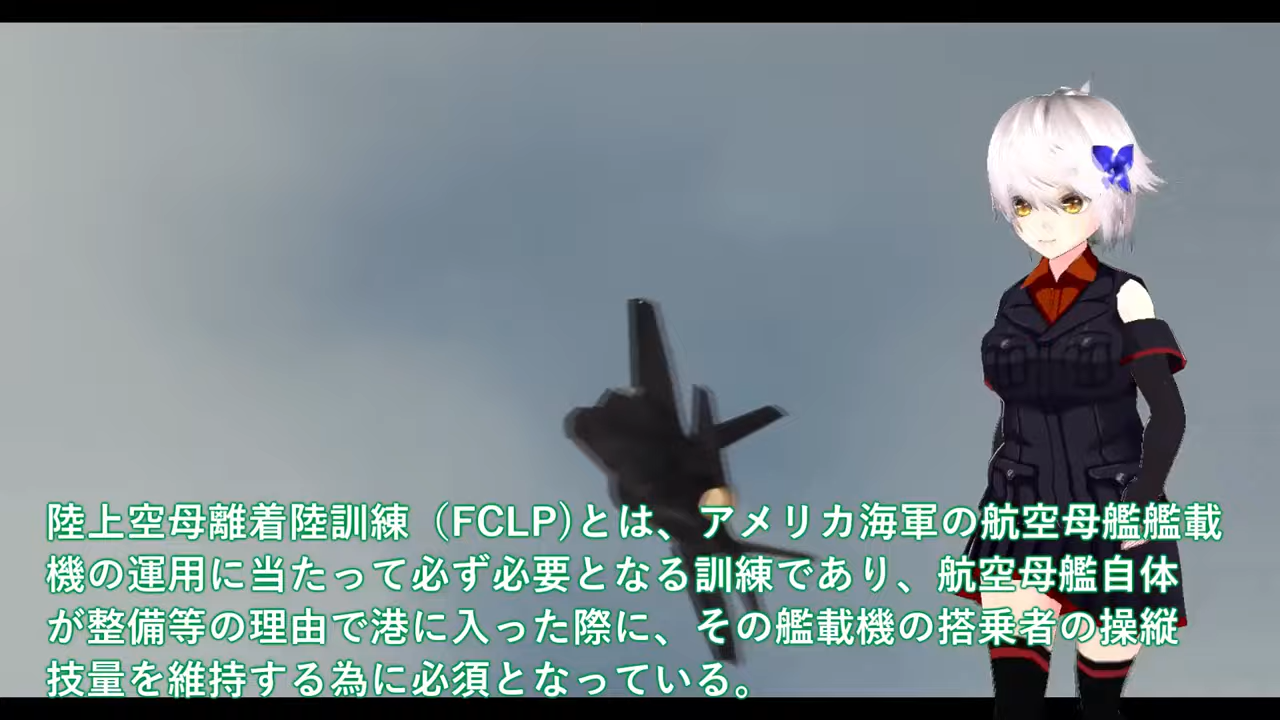 陸上空母離着陸訓練（FCLP)とは、アメリカ海軍の航空母艦艦載
機の運用に当たって必ず必要となる訓練であり、航空母艦自体
が整備等の理由で港に入った際に、その艦載機の搭乗者の操縦
技量を維持する為に必須となっている。